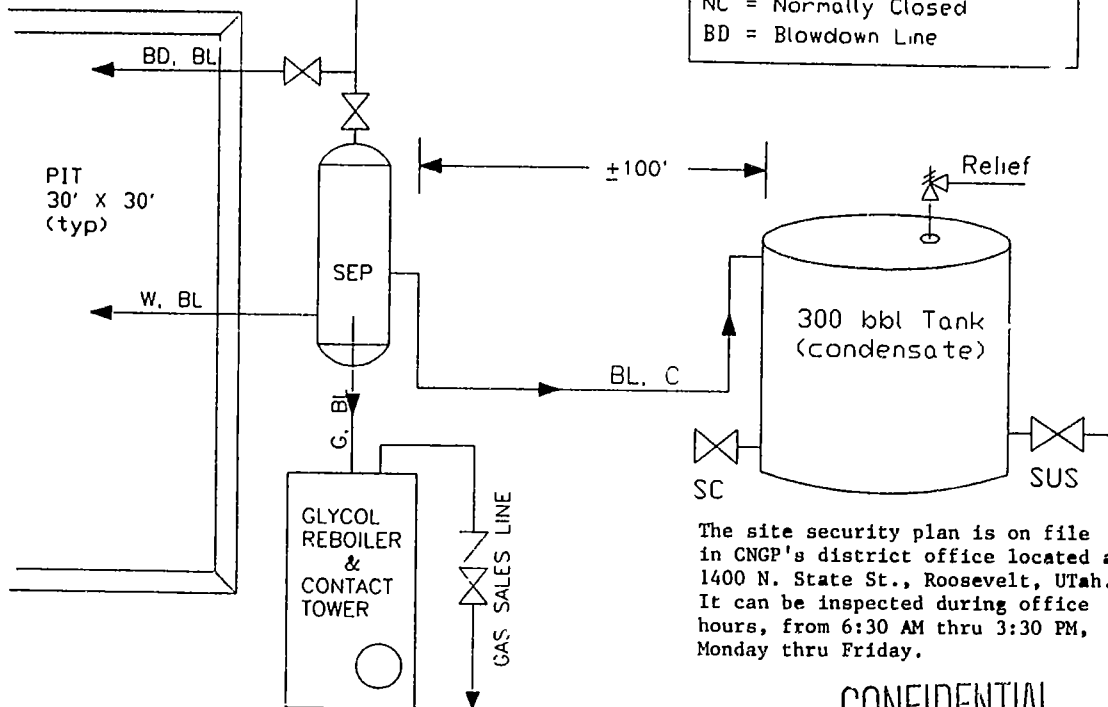 NC = Normally Closed
BD = Blowdown Line
BD, BL
±100'
Relief
PIT
30' X 30'
(typ)
SEP
W, BL
300 bbl Tank
(condensate)
BL, C
G, BL
SC
SUS
GLYCOL
REBOILER
&
CONTACT
TOWER
GAS SALES LINE
The site security plan is on file
in CNGP's district office located a
1400 N. State St., Roosevelt, UTah.
It can be inspected during office
hours, from 6:30 AM thru 3:30 PM,
Monday thru Friday.
CONFIDENTIAL